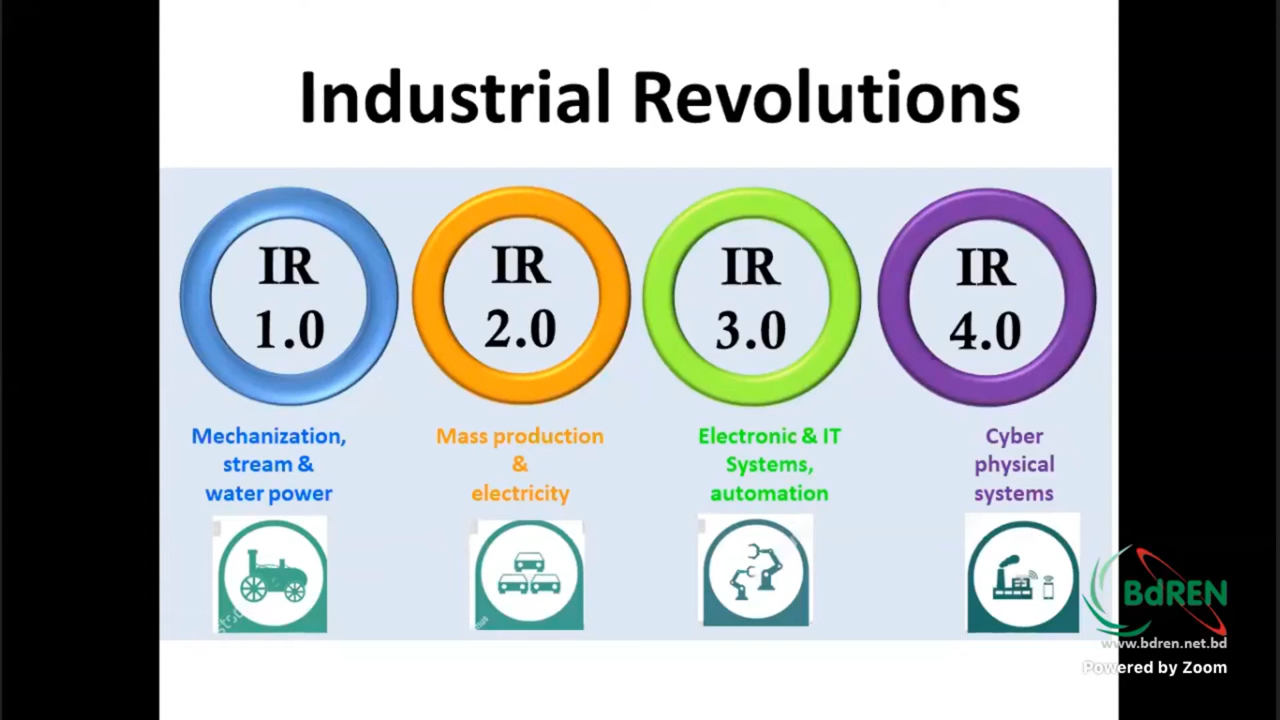 Industrial Revolutions
IR
1.0
IR
2.0
IR
3.0
IR
4.0
Mechanization,
stream &
water power
Mass production
&
electricity
Electronic & IT
Systems,
automation
Cyber
physical
systems
BdREN
www.bdren.net.bd
Powered by Zoom